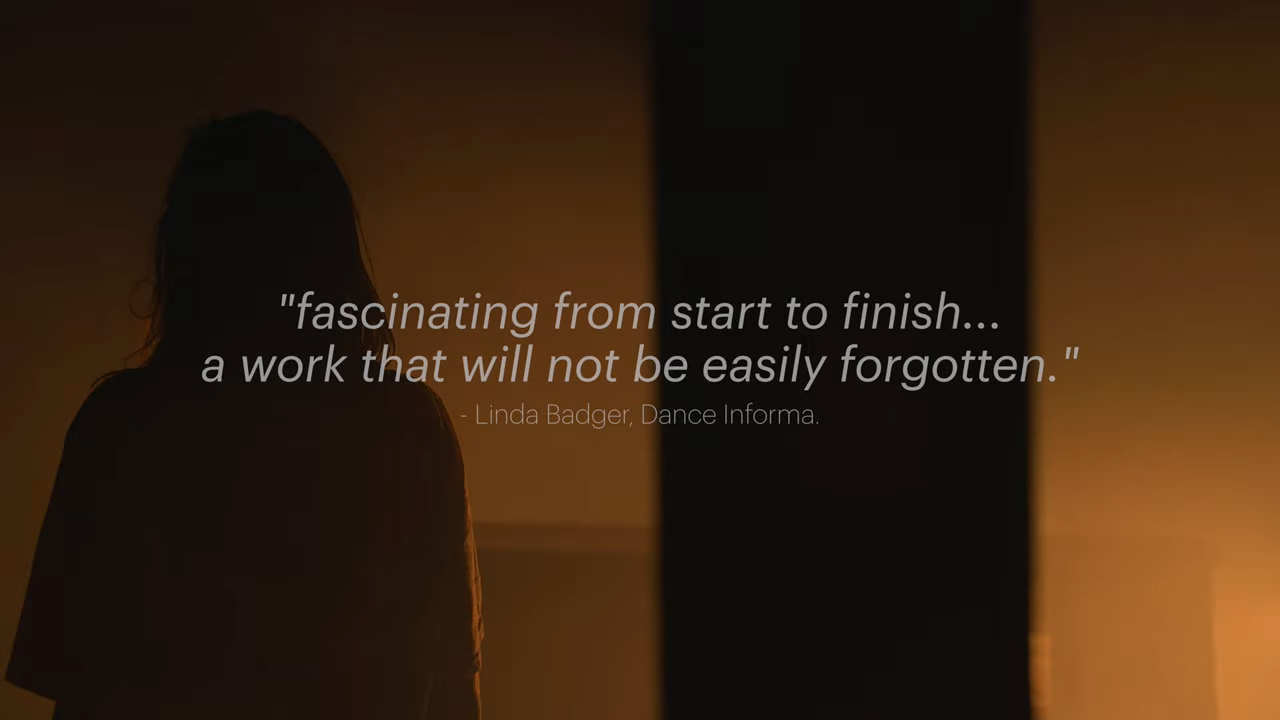 "fascinating from start to finish...
a work that will not be easily forgotten."
- Linda Badger, Dance Informa.